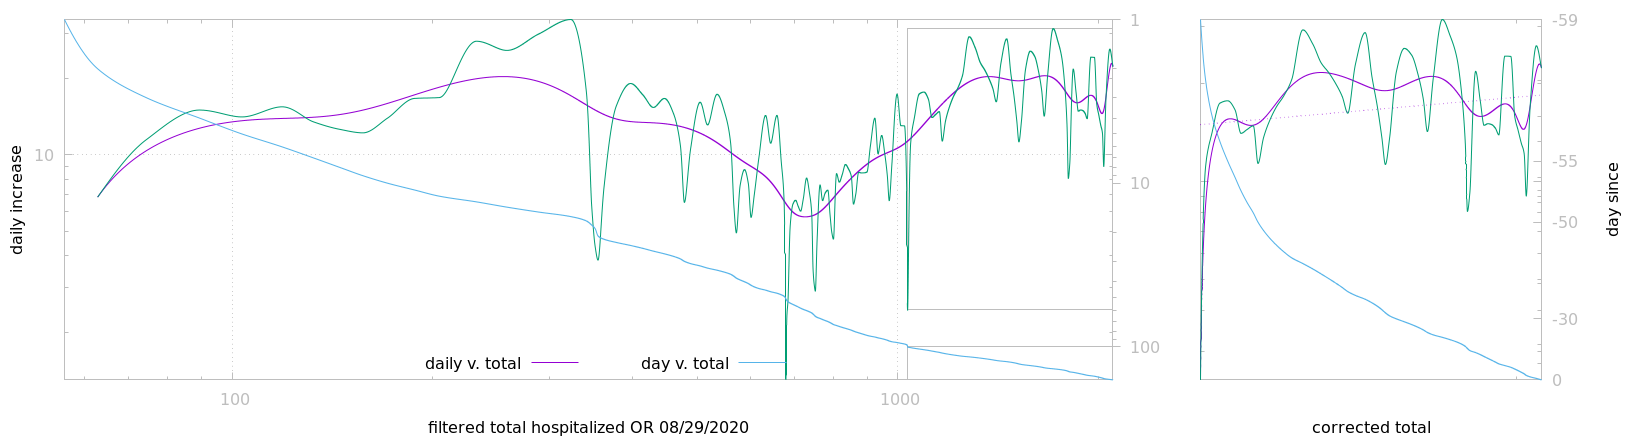 1
-59
10
daily increase
10
-55
-50
day since
-30
100
0
daily v. total
day v. total
100
1000
filtered total hospitalized OR 08/29/2020
corrected total